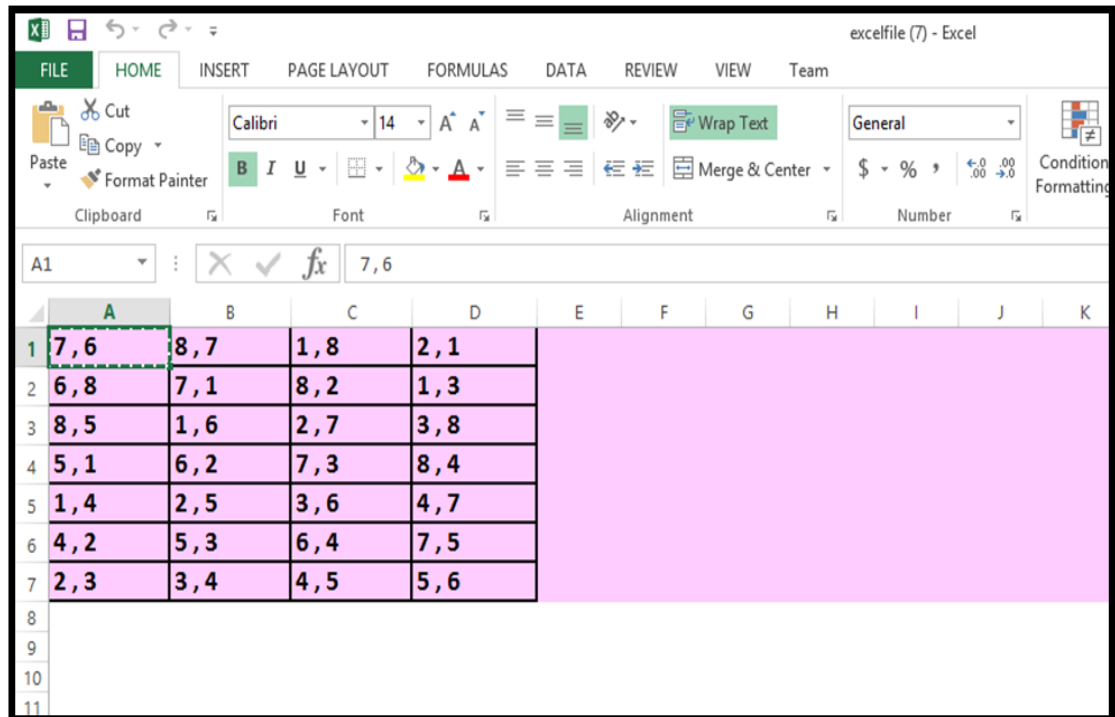 excelfile (7) - Excel
FILE HOME INSERT PAGE LAYOUT FORMULAS DATA REVIEW VIEW Team
Paste
Cut
Copy
Format Painter
Clipboard
Calibri 14 A A
B I U A
Font
Wrap Text
Merge & Center
Alignment
General
$ % , .0 .00 .00 .0
Number
Condition
Formatting
A1 fx 7,6
A B C D E F G H I J K
1 7,6 8,7 1,8 2,1
2 6,8 7,1 8,2 1,3
3 8,5 1,6 2,7 3,8
4 5,1 6,2 7,3 8,4
5 1,4 2,5 3,6 4,7
6 4,2 5,3 6,4 7,5
7 2,3 3,4 4,5 5,6
8
9
10
11